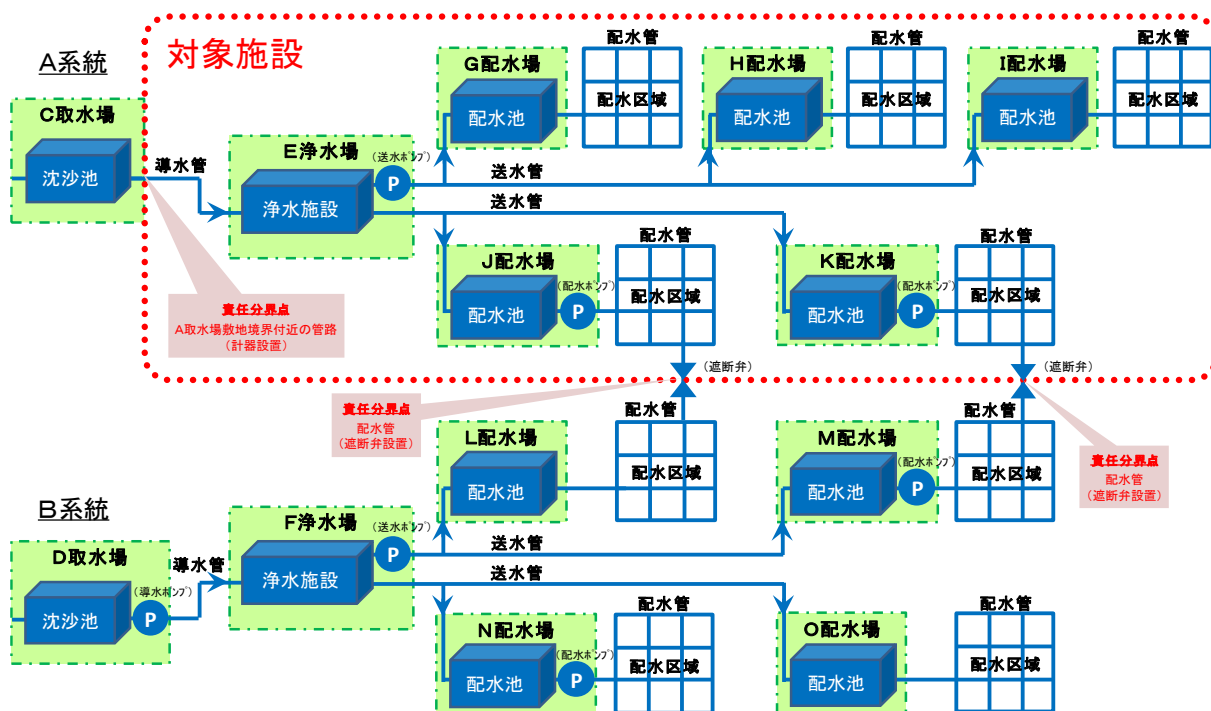 対象施設
A系統
C取水場
沈沙池
導水管
E浄水場
浄水施設
(送水ポンプ)
P
送水管
送水管
G配水場
配水池
配水管
配水区域
H配水場
配水池
配水管
配水区域
I配水場
配水池
配水管
配水区域
J配水場
配水池
(配水ポンプ)
P
配水管
配水区域
K配水場
配水池
(配水ポンプ)
P
配水管
配水区域
責任分界点
A取水場敷地境界付近の管路
(計器設置)
(遮断弁)
(遮断弁)
責任分界点
配水管
(遮断弁設置)
責任分界点
配水管
(遮断弁設置)
B系統
D取水場
沈沙池
(導水ポンプ)
P
導水管
F浄水場
浄水施設
(送水ポンプ)
P
送水管
送水管
L配水場
配水池
配水管
配水区域
M配水場
配水池
(配水ポンプ)
P
配水管
配水区域
N配水場
配水池
(配水ポンプ)
P
配水管
配水区域
O配水場
配水池
配水管
配水区域